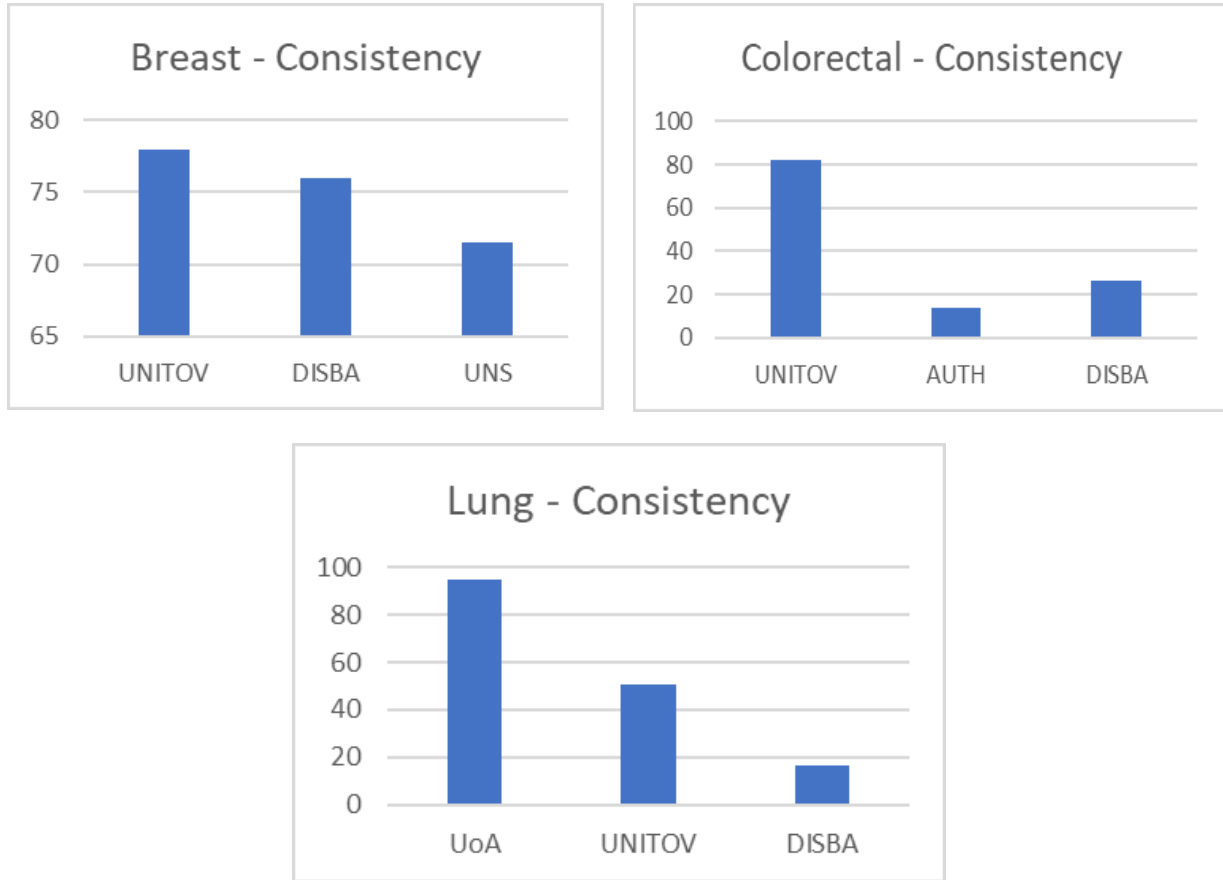 Breast - Consistency
80
75
70
65
UNITOV DISBA UNS
Colorectal - Consistency
100
80
60
40
20
0
UNITOV AUTH DISBA
Lung - Consistency
100
80
60
40
20
0
UoA UNITOV DISBA